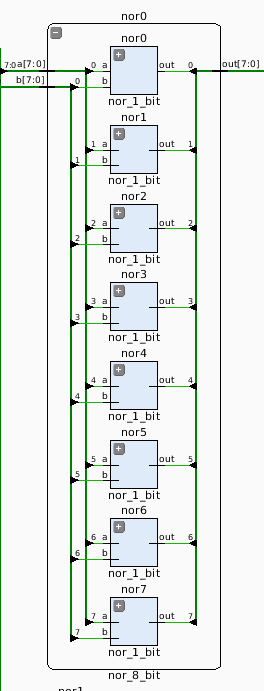 nor0
nor0
7:0 a[7:0] 0 a out 0 out[7:0]
b[7:0] 0 b
nor_1_bit
nor1
1 a out 1
1 b
nor_1_bit
nor2
2 a out 2
2 b
nor_1_bit
nor3
3 a out 3
3 b
nor_1_bit
nor4
4 a out 4
4 b
nor_1_bit
nor5
5 a out 5
5 b
nor_1_bit
nor6
6 a out 6
6 b
nor_1_bit
nor7
7 a out 7
7 b
nor_1_bit
nor_8_bit